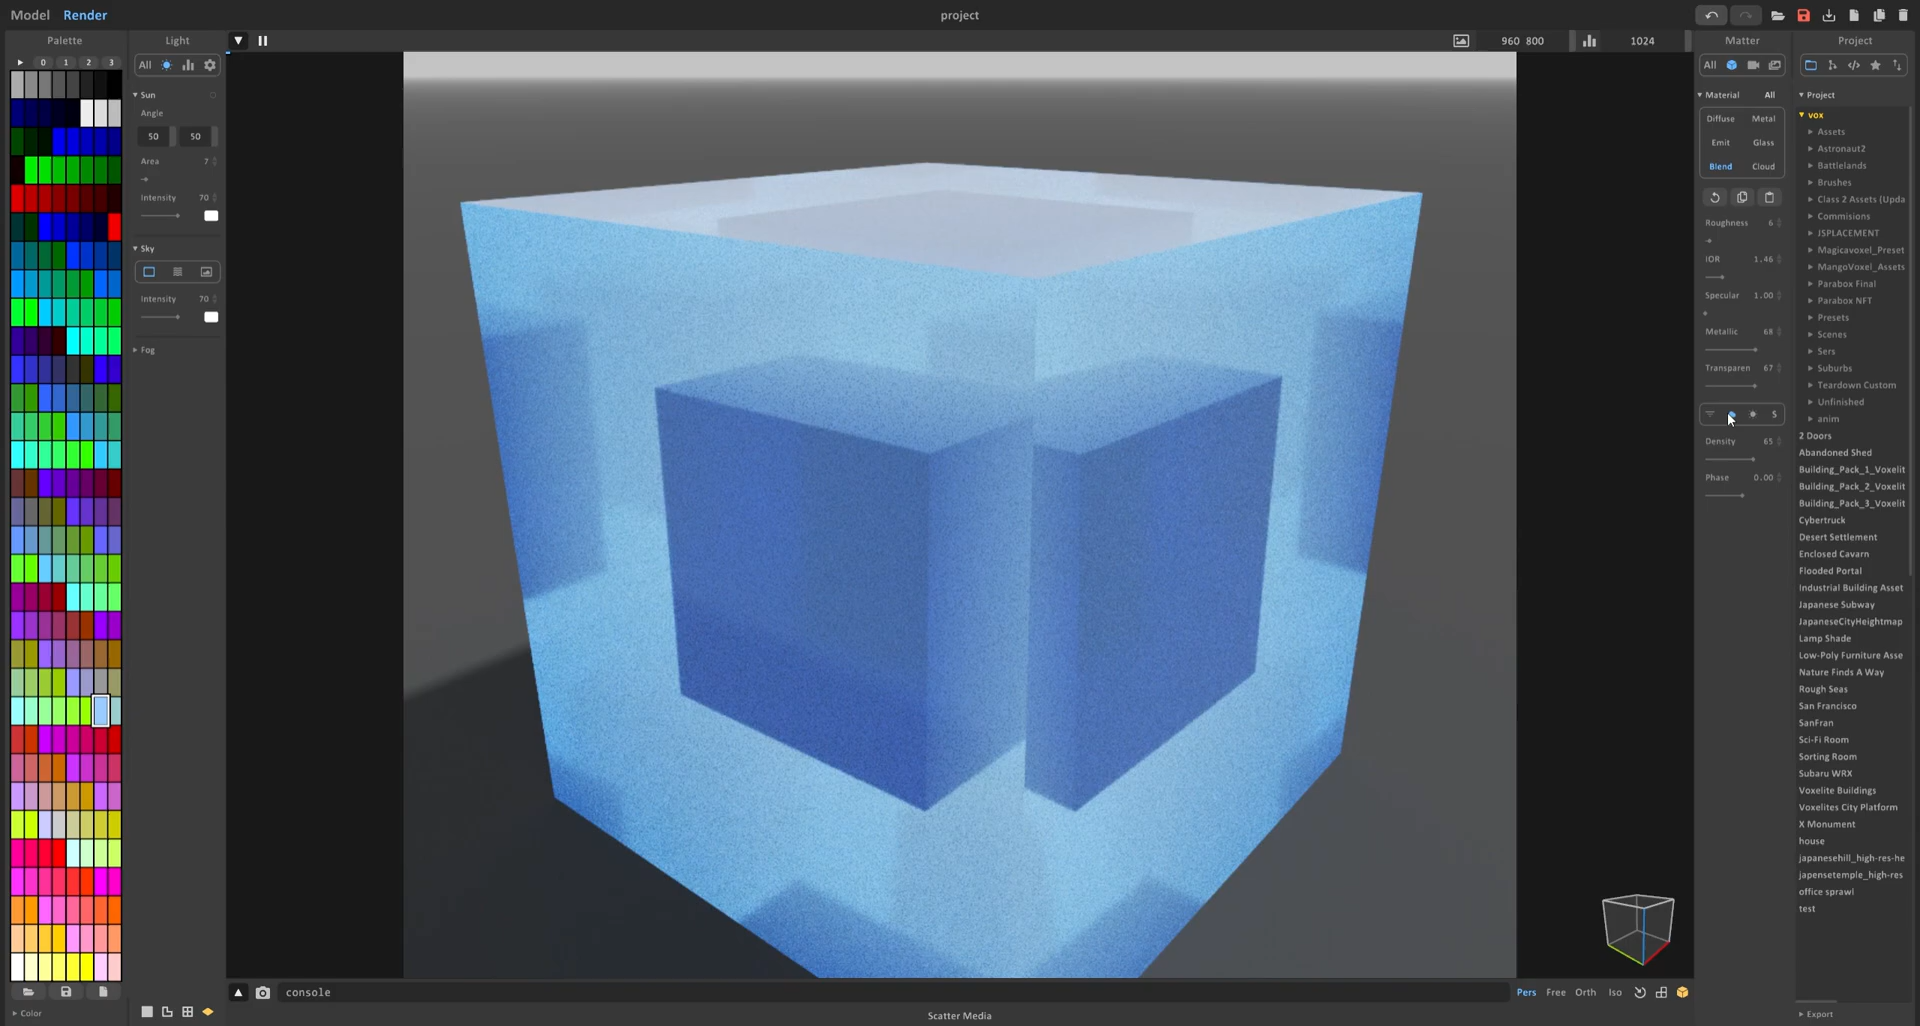 Model Render
project
960 800
1024
Palette
0 1 2 3
Color
Light
All
Sun
Angle
50 50
Area 7
Intensity 70
Sky
Intensity 70
Fog
console
Pers Free Orth Iso
Scatter Media
Matter
All
Material All
Diffuse Metal
Emit Glass
Blend Cloud
Roughness 6
IOR 1.46
Specular 1.00
Metallic 68
Transparen 67
S
Density 65
Phase 0.00
Project
Project
vox
Assets
Astronaut2
Battlelands
Brushes
Class 2 Assets (Upda
Commisions
JSPLACEMENT
Magicavoxel_Preset
MangoVoxel_Assets
Parabox Final
Parabox NFT
Presets
Scenes
Sers
Suburbs
Teardown Custom
Unfinished
anim
2 Doors
Abandoned Shed
Building_Pack_1_Voxelit
Building_Pack_2_Voxelit
Building_Pack_3_Voxelit
Cybertruck
Desert Settlement
Enclosed Cavarn
Flooded Portal
Industrial Building Asset
Japanese Subway
JapaneseCityHeightmap
Lamp Shade
Low-Poly Furniture Asse
Nature Finds A Way
Rough Seas
San Francisco
SanFran
Sci-Fi Room
Sorting Room
Subaru WRX
Voxelite Buildings
Voxelites City Platform
X Monument
house
japanesehill_high-res-he
japensetemple_high-res
office sprawl
test
Export